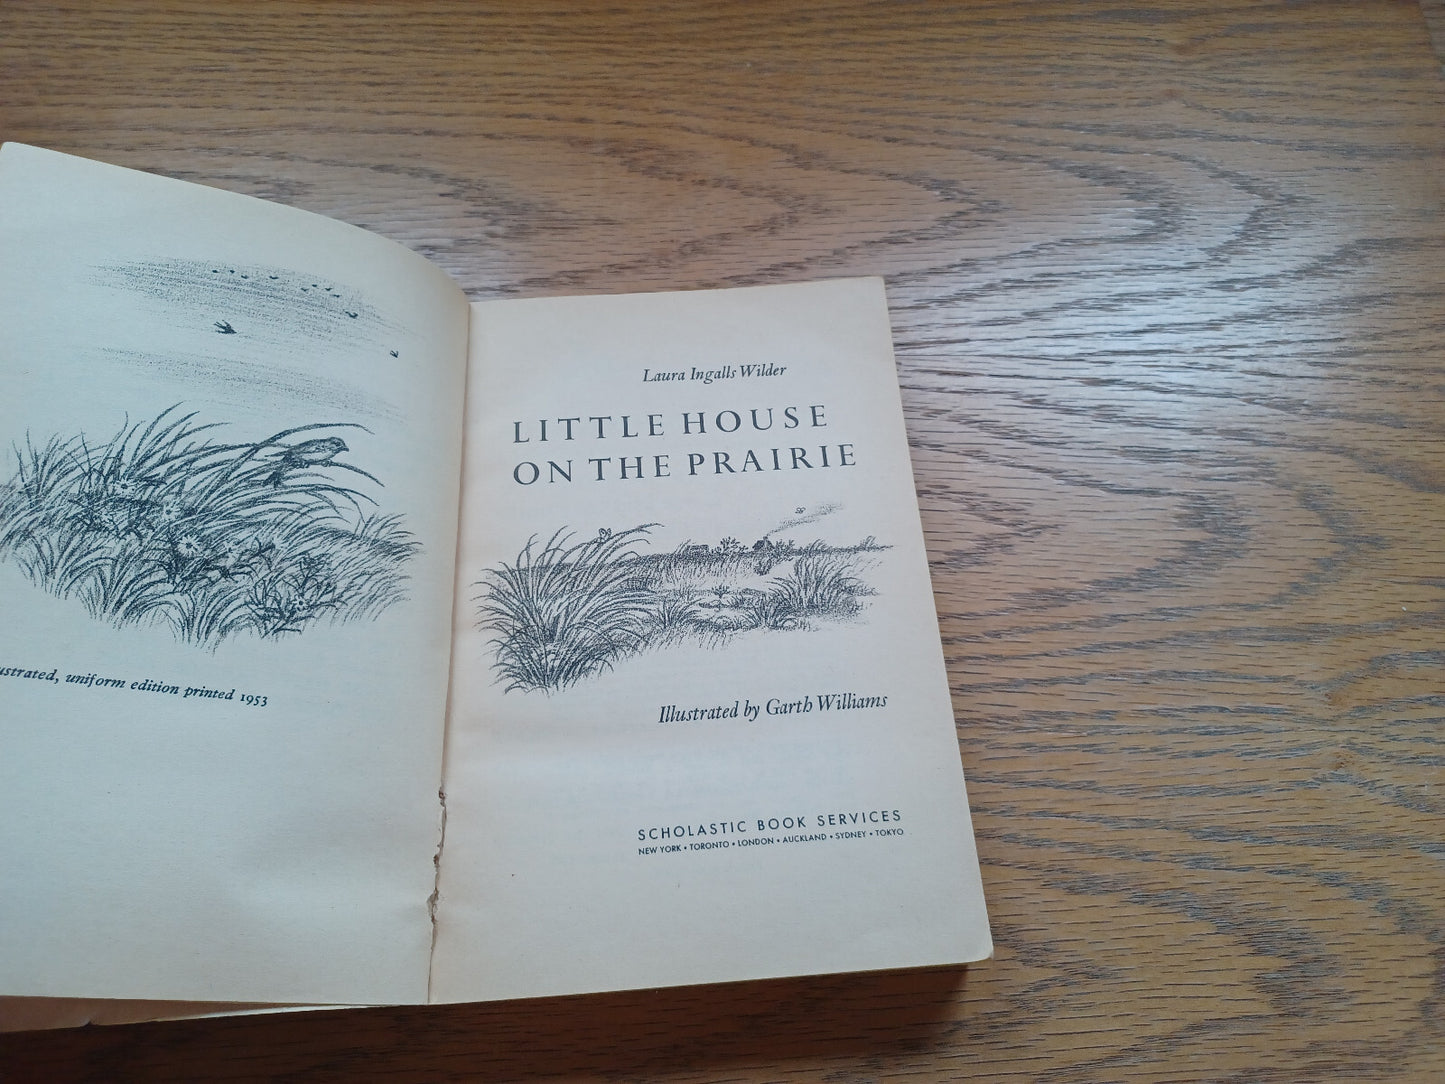 uniform edition printed 1953
Laura Ingalls Wilder
LITTLE HOUSE
ON THE PRAIRIE
Illustrated by Garth Williams
SCHOLASTIC BOOK SERVICES
NEW YORK • TORONTO • LONDON • AUCKLAND • SYDNEY • TOKYO